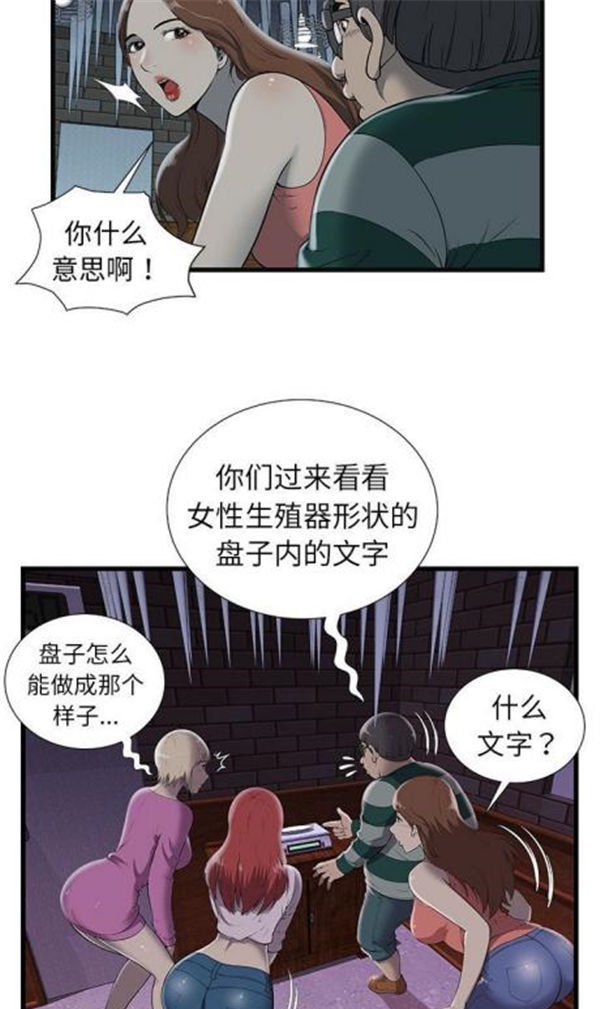 你什么
意思啊！
你们过来看看
女性生殖器形状的
盘子内的文字
盘子怎么
能做成那个
样子...
什么
文字？